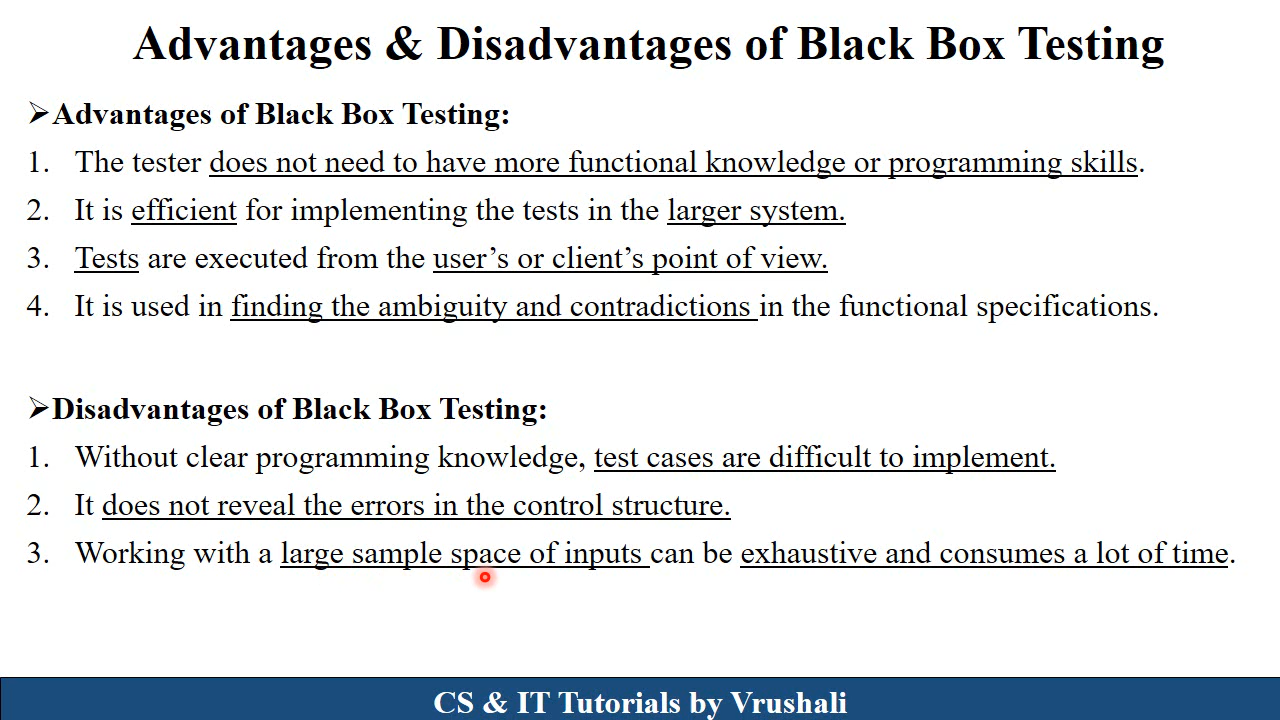 Advantages & Disadvantages of Black Box Testing
➢Advantages of Black Box Testing:
1. The tester does not need to have more functional knowledge or programming skills.
2. It is efficient for implementing the tests in the larger system.
3. Tests are executed from the user’s or client’s point of view.
4. It is used in finding the ambiguity and contradictions in the functional specifications.
➢Disadvantages of Black Box Testing:
1. Without clear programming knowledge, test cases are difficult to implement.
2. It does not reveal the errors in the control structure.
3. Working with a large sample space of inputs can be exhaustive and consumes a lot of time.
CS & IT Tutorials by Vrushali